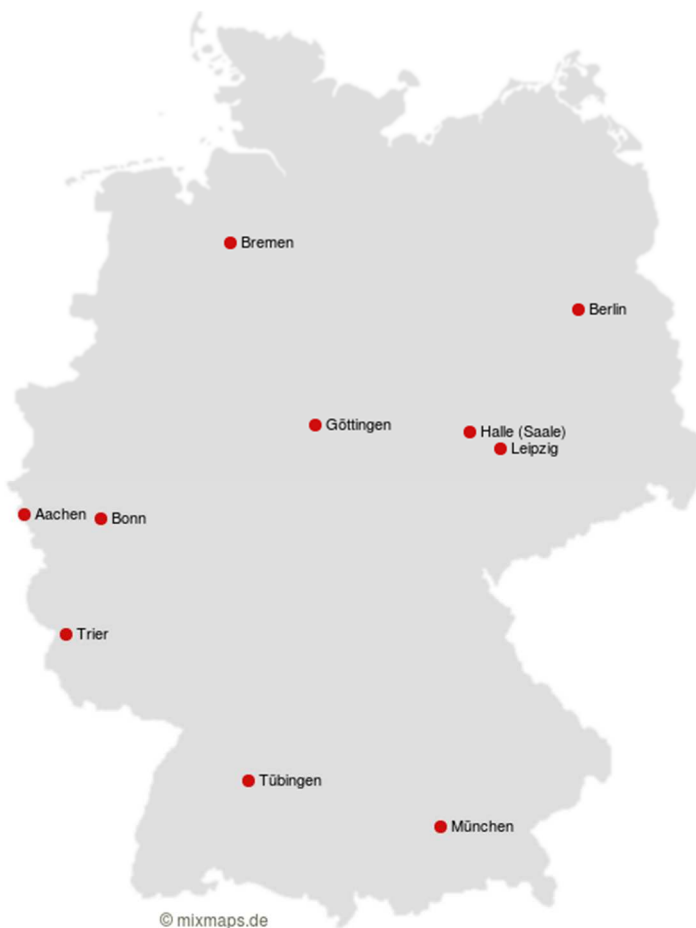 Bremen
Berlin
Göttingen
Halle (Saale)
Leipzig
Aachen
Bonn
Trier
Tübingen
München
© mixmaps.de